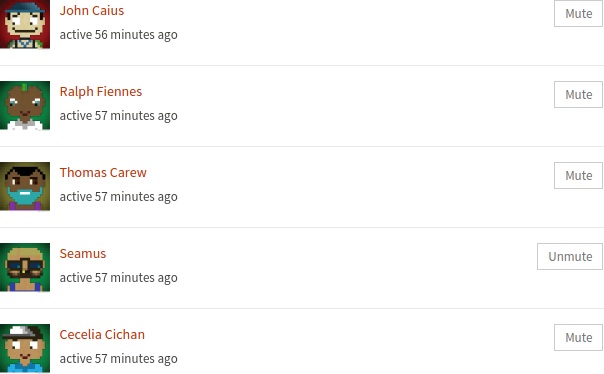 John Caius
Mute
active 56 minutes ago
Ralph Fiennes
Mute
active 57 minutes ago
Thomas Carew
Mute
active 57 minutes ago
Seamus
Unmute
active 57 minutes ago
Cecelia Cichan
Mute
active 57 minutes ago